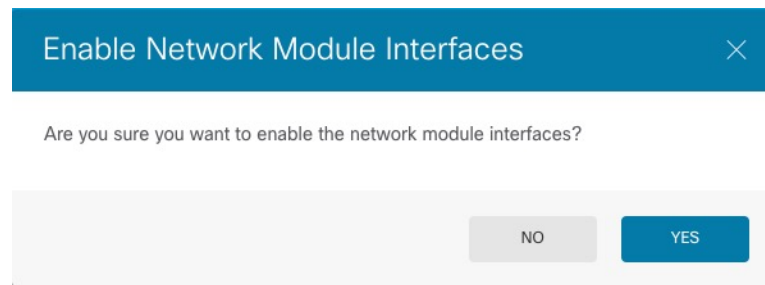 Enable Network Module Interfaces
Are you sure you want to enable the network module interfaces?
NO
YES